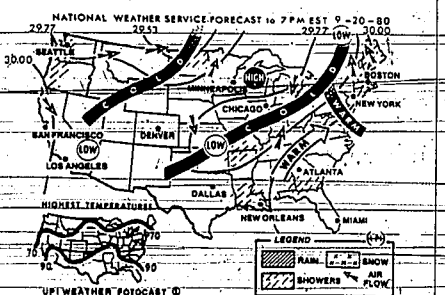 NATIONAL WEATHER SERVICE FORECAST to 7 PM EST 9-20-80
29.77 29.53 29.77 LOW 30.00
SEATTLE
30.00
COLD
HIGH
MINNEAPOLIS
BOSTON
CHICAGO
COLD
NEW YORK
WARM
SAN FRANCISCO
DENVER
LOW
LOW
WARM
LOS ANGELES
ATLANTA
DALLAS
HIGHEST TEMPERATURES
NEW ORLEANS
MIAMI
70
70
90
90
LEGEND
RAIN SNOW
SHOWERS AIR FLOW
UPI WEATHER FOTOCAST ©